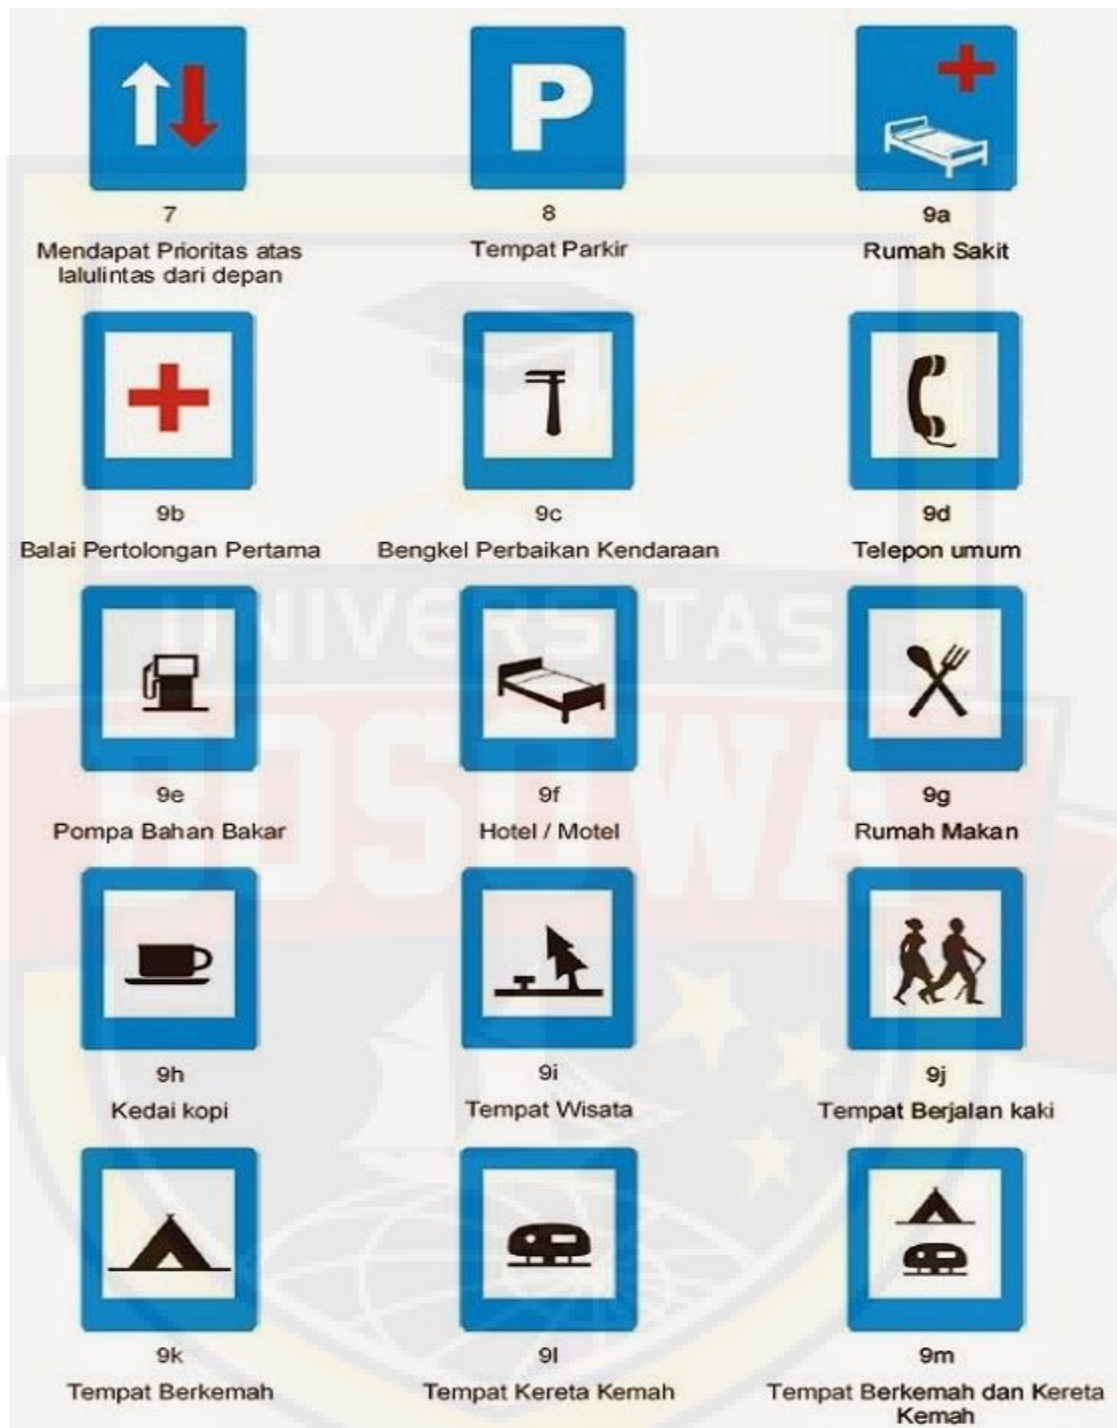 P
7
8
9a
Mendapat Prioritas atas
lalulintas dari depan
Tempat Parkir
Rumah Sakit
9b
9c
9d
Balai Pertolongan Pertama
Bengkel Perbaikan Kendaraan
Telepon umum
UNIVERSITAS
9e
9f
9g
BOSOWA
Pompa Bahan Bakar
Hotel / Motel
Rumah Makan
9h
9i
9j
Kedai kopi
Tempat Wisata
Tempat Berjalan kaki
9k
9l
9m
Tempat Berkemah
Tempat Kereta Kemah
Tempat Berkemah dan Kereta
Kemah